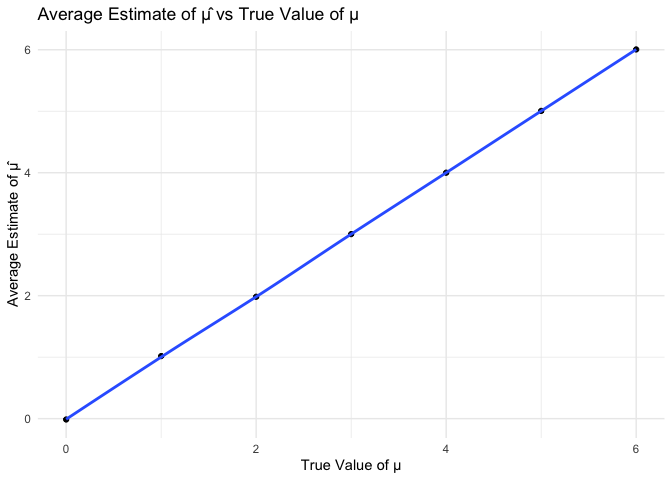 Average Estimate of μ̂ vs True Value of μ
Average Estimate of μ̂
6
4
2
0
0 2 4 6
True Value of μ